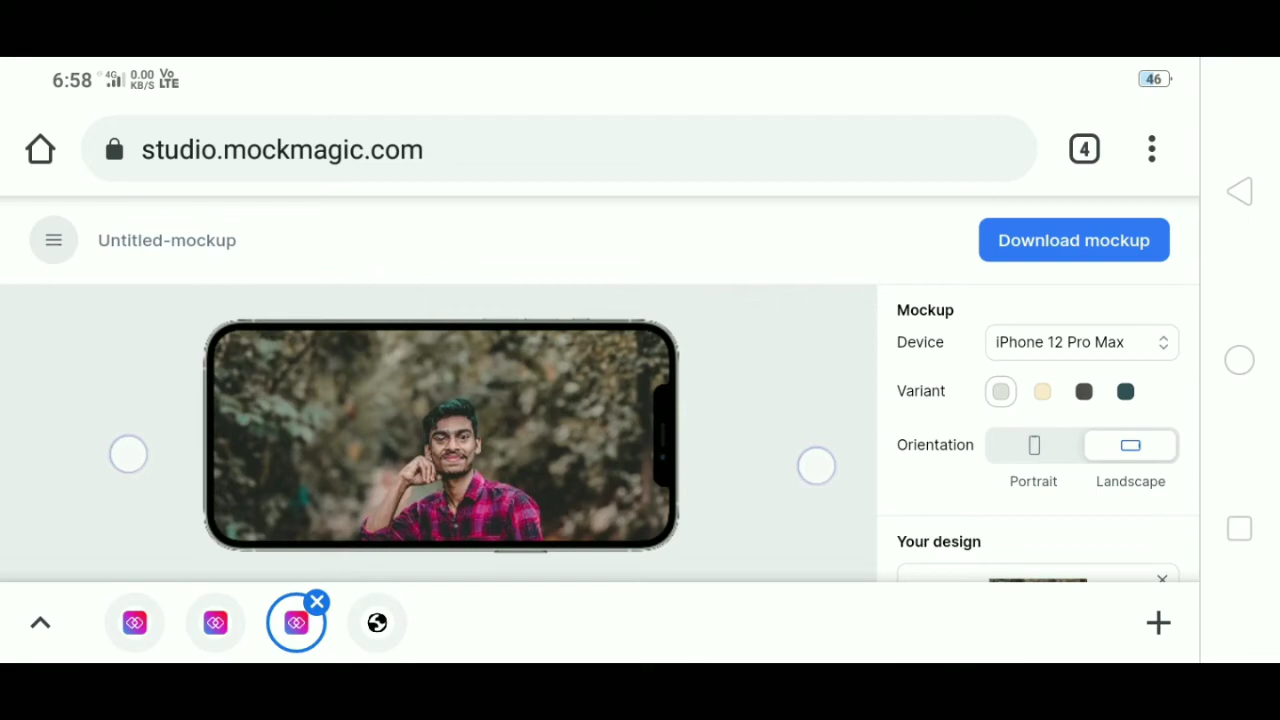 6:58 4G 0.00 KB/S Vo LTE
46
studio.mockmagic.com
4
Untitled-mockup
Download mockup
Mockup
Device
iPhone 12 Pro Max
Variant
Orientation
Portrait
Landscape
Your design